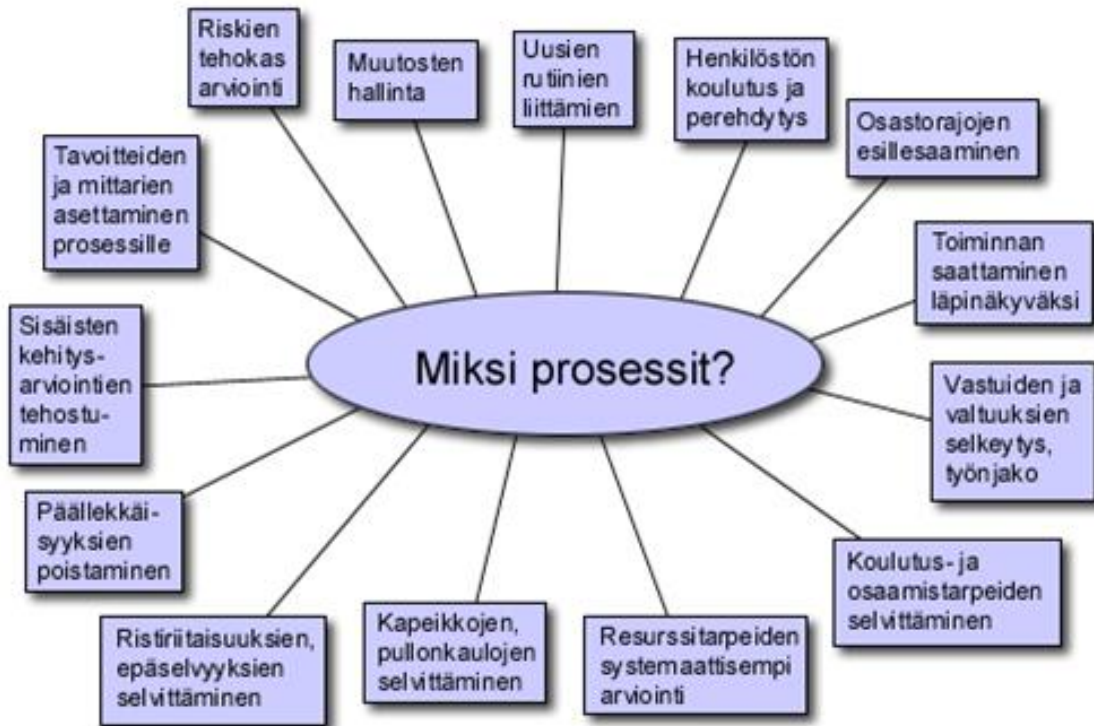 Riskien
tehokas
arviointi
Muutosten
hallinta
Uusien
rutiinien
liittämien
Henkilöstön
koulutus ja
perehdytys
Osastorajojen
esillesaaminen
Tavoitteiden
ja mittarien
asettaminen
prosessille
Toiminnan
saattaminen
läpinäkyväksi
Sisäisten
kehitys-
arviointien
tehostu-
minen
Miksi prosessit?
Vastuiden ja
valtuuksien
selkeytys,
työnjako
Päällekkäi-
syyksien
poistaminen
Koulutus- ja
osaamistarpeiden
selvittäminen
Ristiriitaisuuksien,
epäselvyyksien
selvittäminen
Kapeikkojen,
pullonkaulojen
selvittäminen
Resurssitarpeiden
systemaattisempi
arviointi